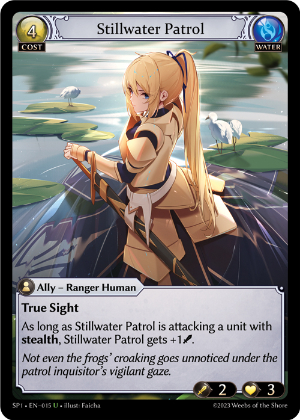 4
COST
Stillwater Patrol
WATER
Ally – Ranger Human
True Sight
As long as Stillwater Patrol is attacking a unit with
stealth, Stillwater Patrol gets +1.
Not even the frogs' croaking goes unnoticed under the
patrol inquisitor's vigilant gaze.
2
3
SP1 • EN-015 U • illust: Faicha
©2023 Weebs of the Shore